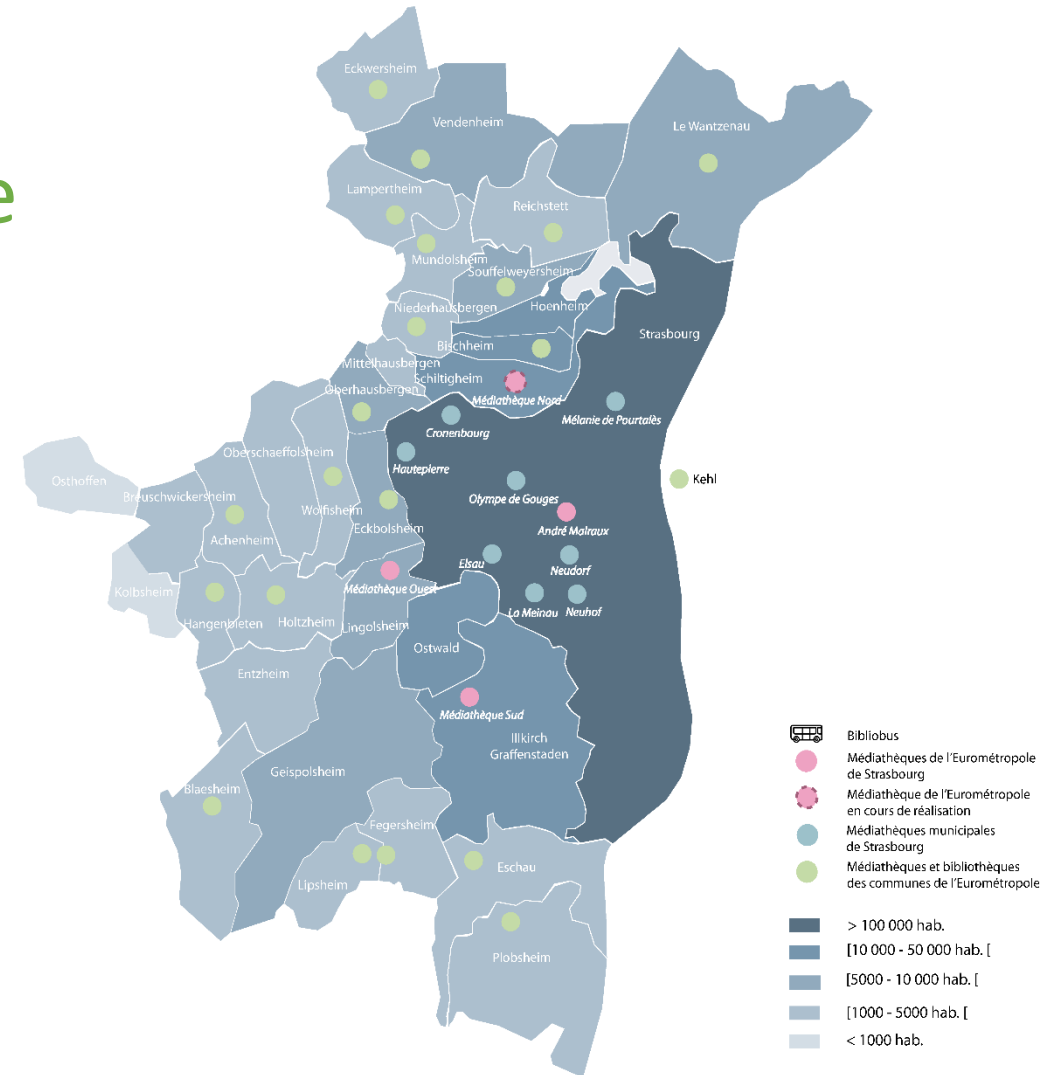 e
Eckwersheim
Vendenheim
Le Wantzenau
Lampertheim
Reichstett
Mundolsheim
Souffelweyersheim
Niederhausbergen
Hoenheim
Strasbourg
Bischheim
Mittelhausbergen
Schiltigheim
Oberhausbergen
Médiathèque Nord
Mélanie de Pourtalès
Cronenbourg
Oberschaeffolsheim
Hautepierre
Osthoffen
Kehl
Breuschwickersheim
Olympe de Gouges
Wolfisheim
Eckbolsheim
André Malraux
Achenheim
Elsau
Neudorf
Kolbsheim
Médiathèque Ouest
La Meinau
Neuhof
Hangenbieten
Holtzheim
Lingolsheim
Ostwald
Entzheim
Médiathèque Sud
Illkirch
Graffenstaden
Geispolsheim
Blaesheim
Fegersheim
Eschau
Lipsheim
Plobsheim
Bibliobus
Médiathèques de l'Eurométropole
de Strasbourg
Médiathèque de l'Eurométropole
en cours de réalisation
Médiathèques municipales
de Strasbourg
Médiathèques et bibliothèques
des communes de l'Eurométropole
> 100 000 hab.
[10 000 - 50 000 hab. [
[5000 - 10 000 hab. [
[1000 - 5000 hab. [
< 1000 hab.